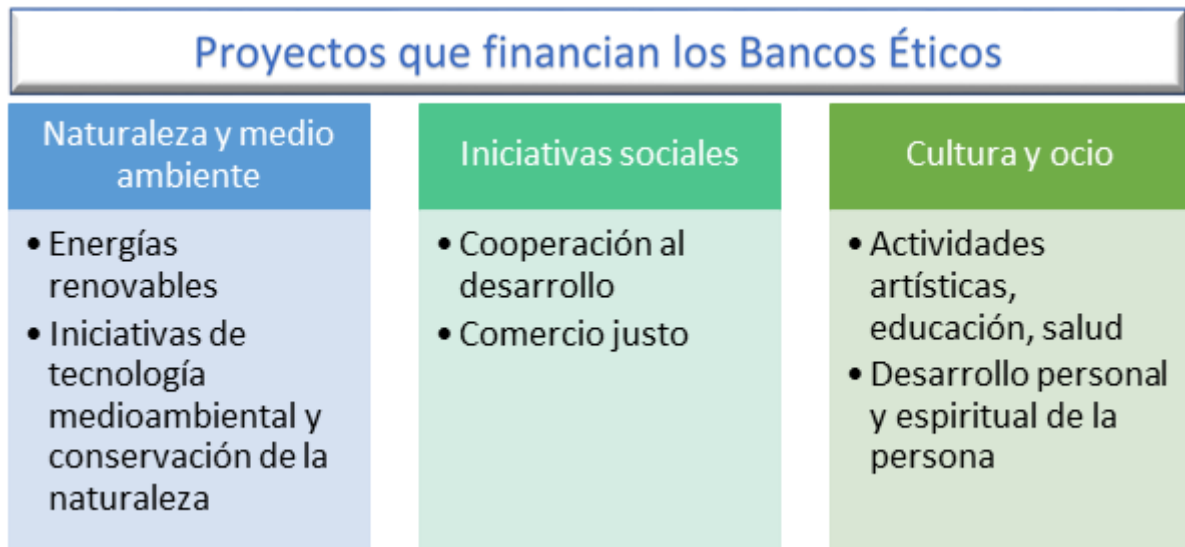 Proyectos que financian los Bancos Éticos
Naturaleza y medio
ambiente
• Energías
renovables
• Iniciativas de
tecnología
medioambiental y
conservación de la
naturaleza
Iniciativas sociales
• Cooperación al
desarrollo
• Comercio justo
Cultura y ocio
• Actividades
artísticas,
educación, salud
• Desarrollo personal
y espiritual de la
persona